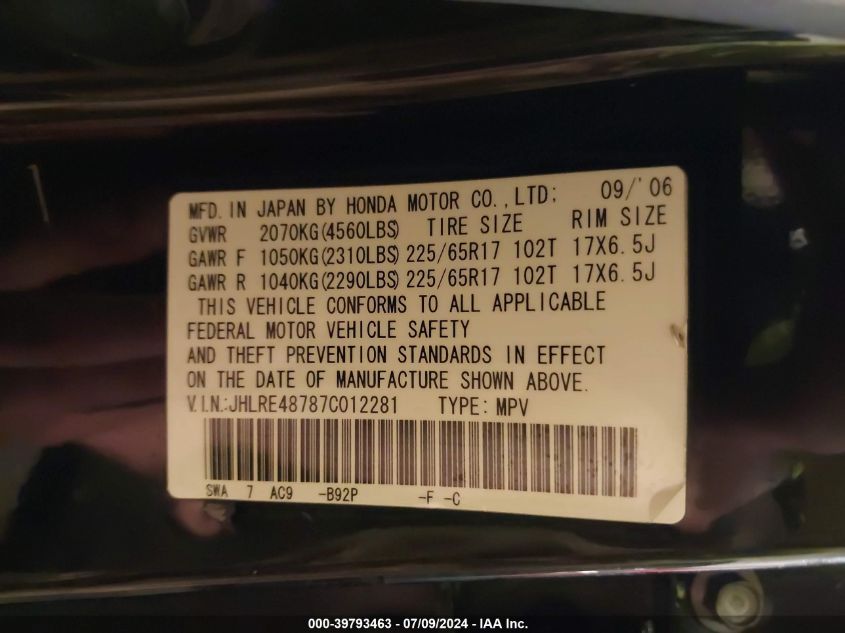 MFD. IN JAPAN BY HONDA MOTOR CO., LTD; 09/'06
GVWR 2070KG(4560LBS) TIRE SIZE RIM SIZE
GAWR F 1050KG(2310LBS) 225/65R17 102T 17X6.5J
GAWR R 1040KG(2290LBS) 225/65R17 102T 17X6.5J
THIS VEHICLE CONFORMS TO ALL APPLICABLE
FEDERAL MOTOR VEHICLE SAFETY
AND THEFT PREVENTION STANDARDS IN EFFECT
ON THE DATE OF MANUFACTURE SHOWN ABOVE.
V.I.N.:JHLRE48787C012281 TYPE: MPV
SWA 7 AC9 -B92P -F -C
000-39793463 - 07/09/2024 - IAA Inc.